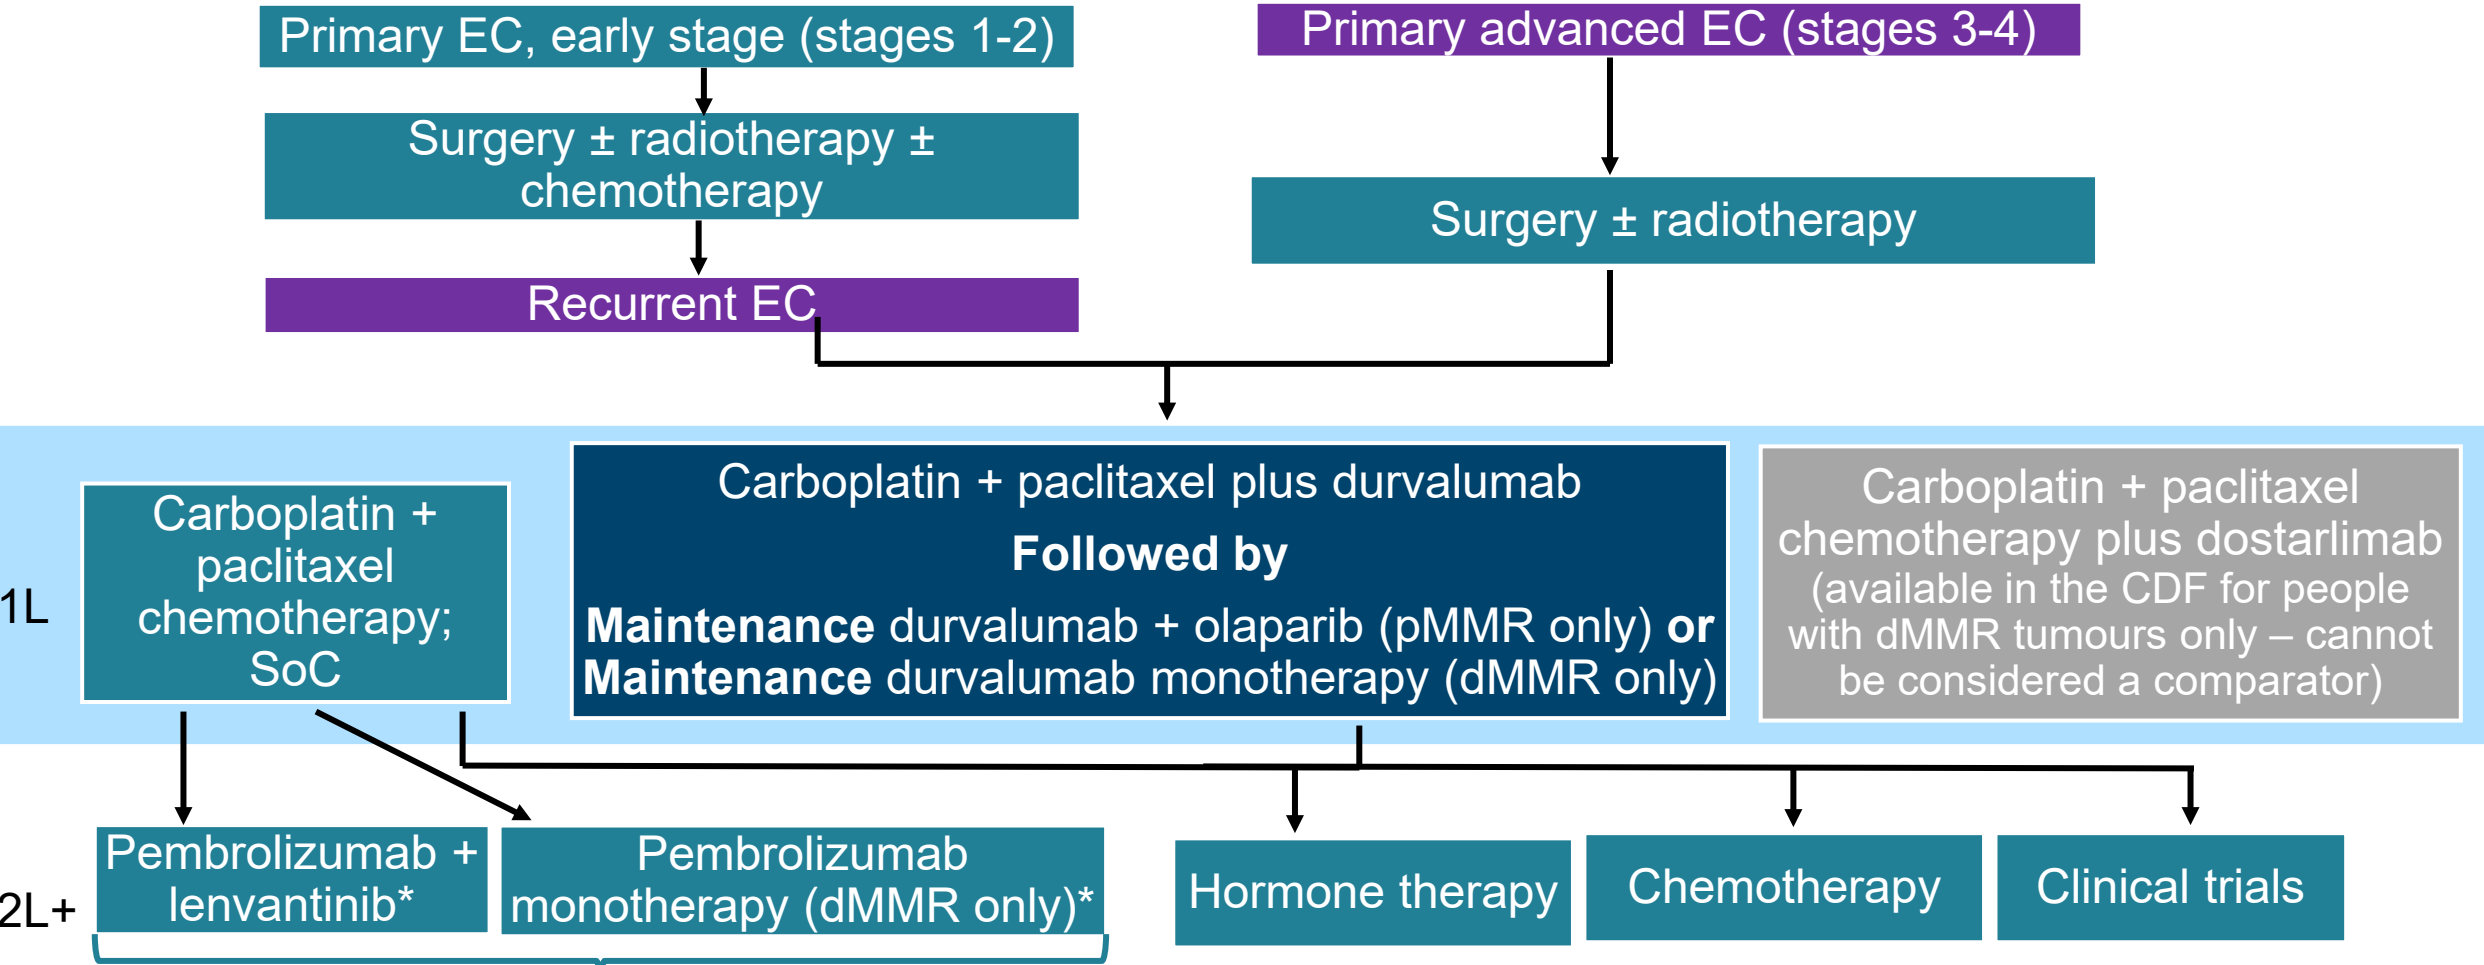 Primary EC, early stage (stages 1-2)
Primary advanced EC (stages 3-4)
Surgery ± radiotherapy ±
chemotherapy
Surgery ± radiotherapy
Recurrent EC
1L
Carboplatin +
paclitaxel
chemotherapy;
SoC
Carboplatin + paclitaxel plus durvalumab
Followed by
Maintenance durvalumab + olaparib (pMMR only) or
Maintenance durvalumab monotherapy (dMMR only)
Carboplatin + paclitaxel
chemotherapy plus dostarlimab
(available in the CDF for people
with dMMR tumours only – cannot
be considered a comparator)
2L+
Pembrolizumab +
lenvantinib*
Pembrolizumab
monotherapy (dMMR only)*
Hormone therapy
Chemotherapy
Clinical trials